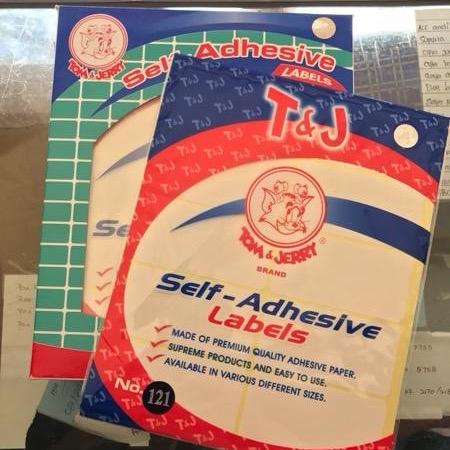 TOM & JERRY
Self-Adhesive
LABELS
T&J
TOM & JERRY ®
BRAND
Self-Adhesive
Labels
MADE OF PREMIUM QUALITY ADHESIVE PAPER.
SUPREME PRODUCTS AND EASY TO USE.
AVAILABLE IN VARIOUS DIFFERENT SIZES.
No. 121
T&J